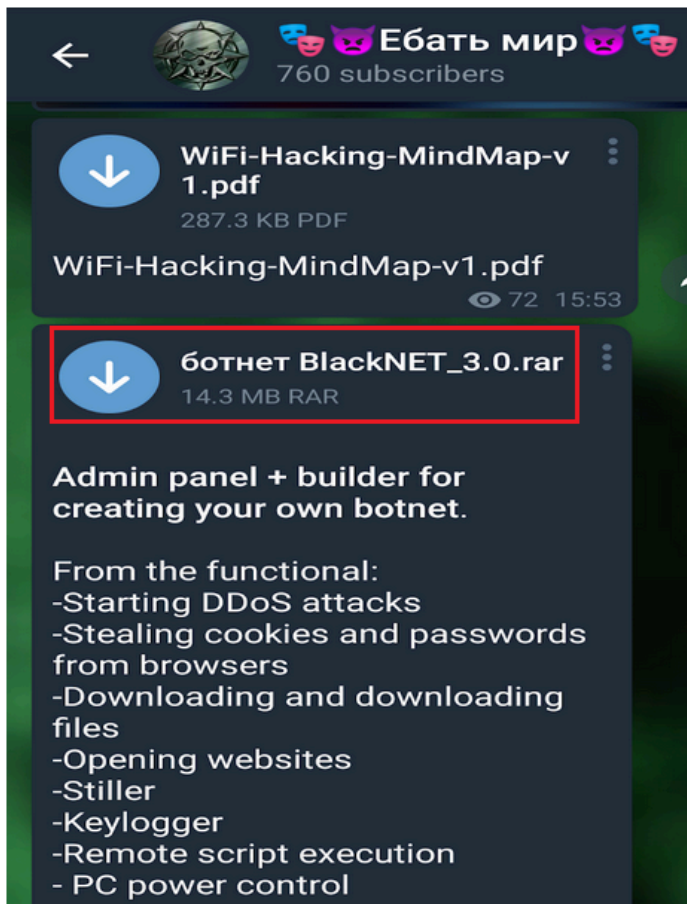 🎭👿Ебать мир👿🎭
760 subscribers
WiFi-Hacking-MindMap-v
1.pdf
287.3 KB PDF
WiFi-Hacking-MindMap-v1.pdf
72 15:53
ботнет BlackNET_3.0.rar
14.3 MB RAR
Admin panel + builder for
creating your own botnet.
From the functional:
-Starting DDoS attacks
-Stealing cookies and passwords
from browsers
-Downloading and downloading
files
-Opening websites
-Stiller
-Keylogger
-Remote script execution
- PC power control